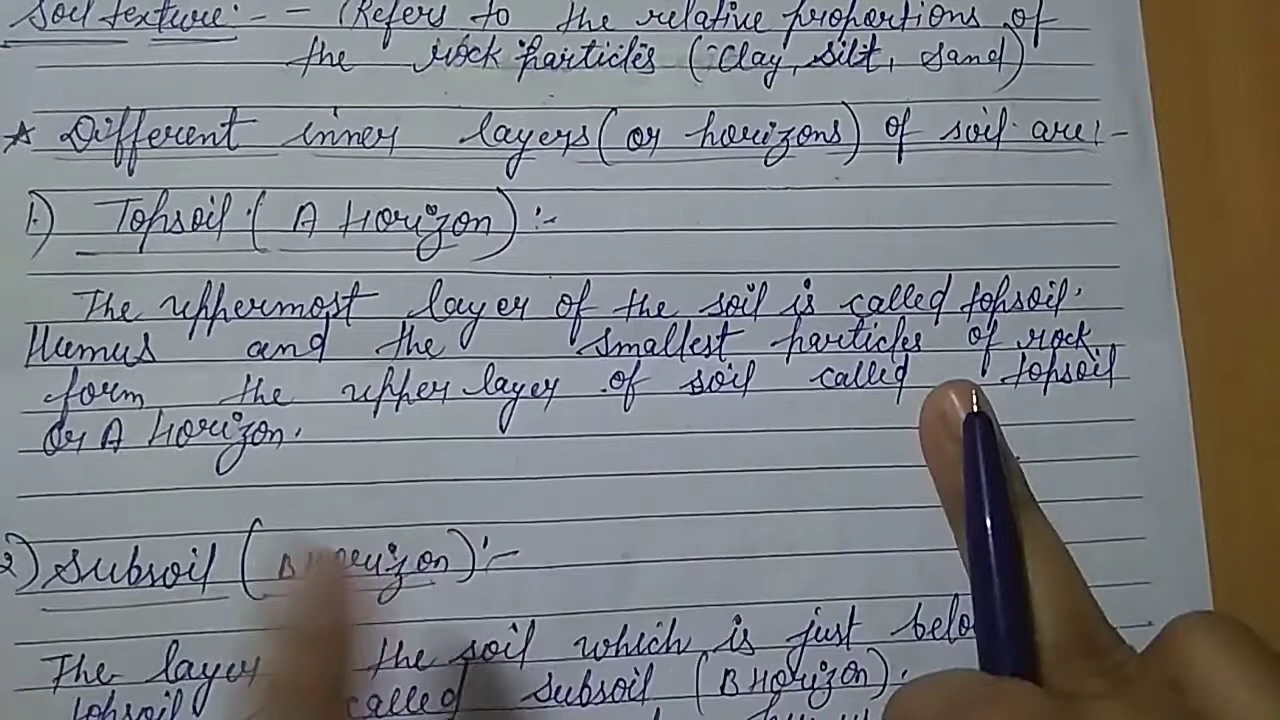 Soil texture:- - (Refers to the relative proportions of
the rock particles (Clay, silt, sand)
* Different inner layers (or horizons) of soil are:-
1.) Topsoil (A Horizon):-
The uppermost layer of the soil is called topsoil.
Humus and the smallest particles of rock
form the upper layer of soil called topsoil
or A Horizon.
2) Subsoil (B Horizon):-
The layer the soil which is just
topsoil called subsoil (B Horizon).